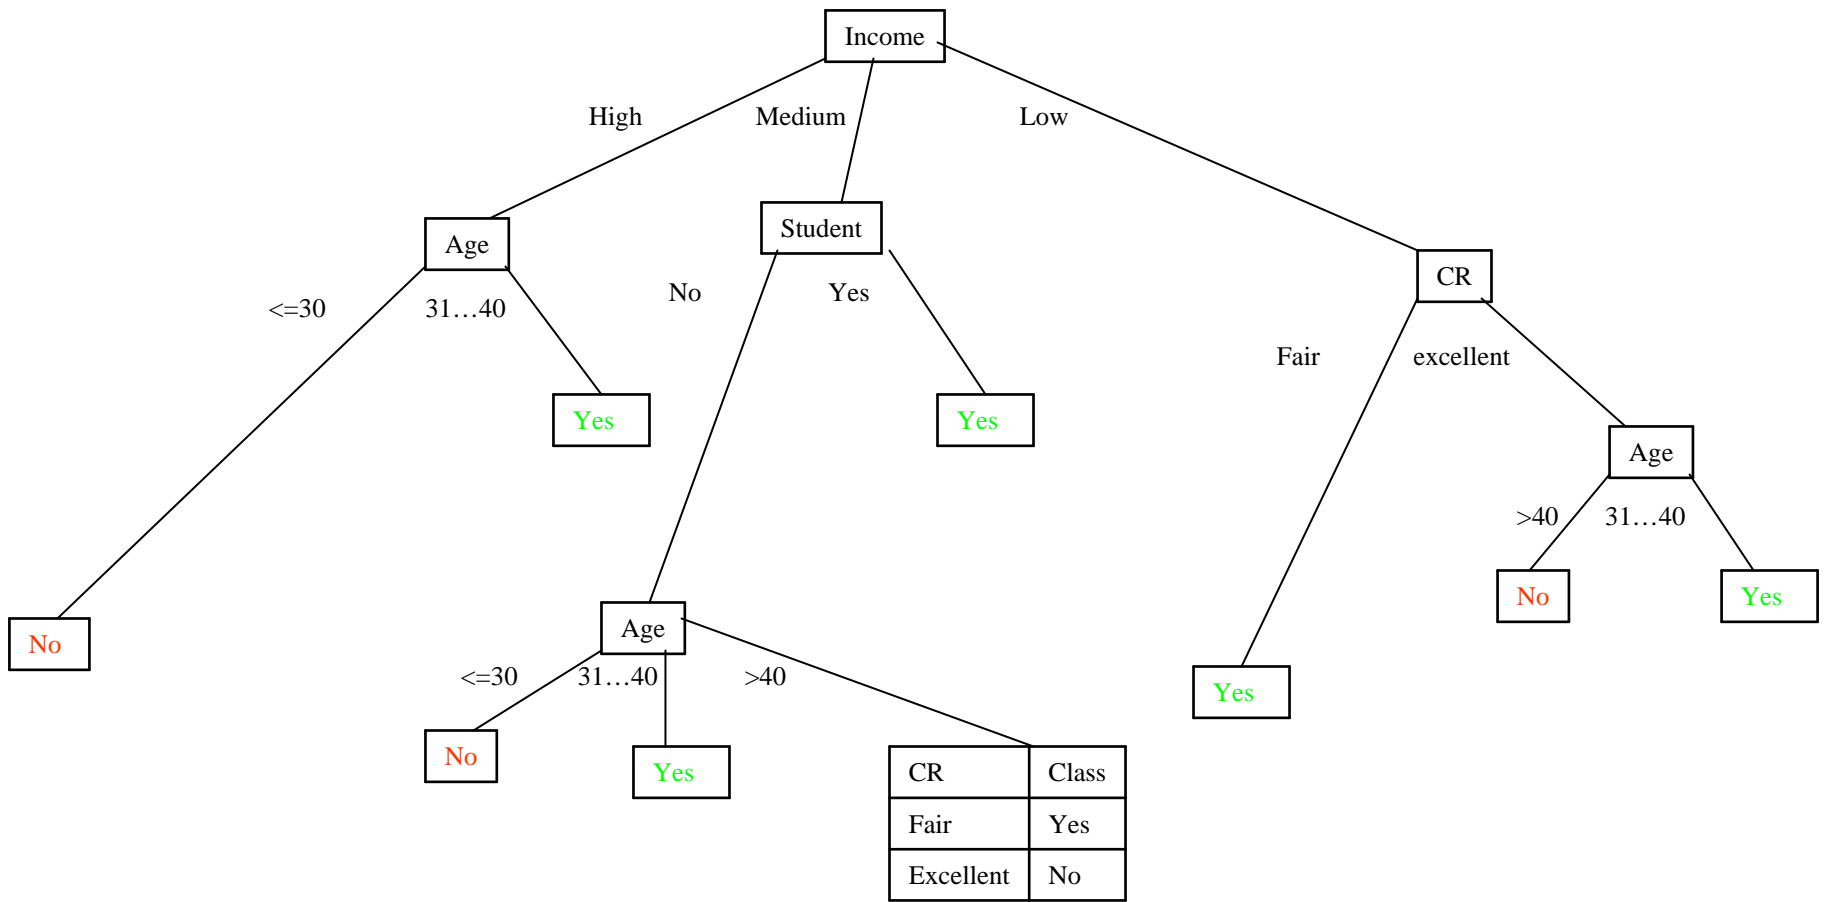 Income
High Medium Low
Student
Age
CR
No Yes
<=30 31…40
Fair excellent
Yes Yes
Age
>40 31…40
No Yes
Age
No
<=30 31…40 >40
Yes
No Yes
CR Class
Fair Yes
Excellent No